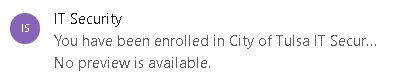 IS
IT Security
You have been enrolled in City of Tulsa IT Secur...
No preview is available.